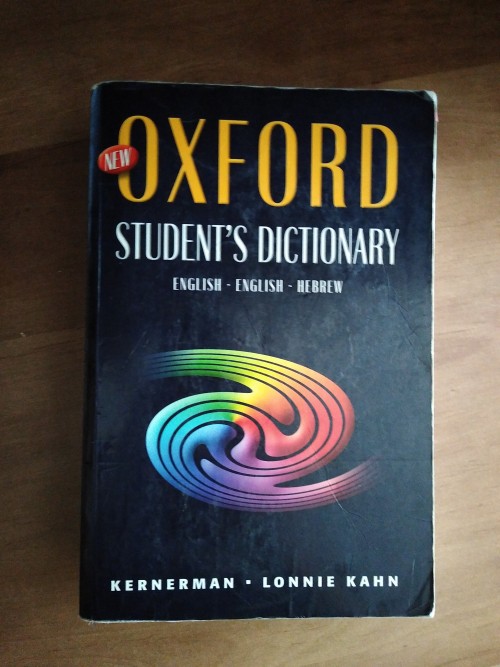 NEW
OXFORD
STUDENT'S DICTIONARY
ENGLISH - ENGLISH - HEBREW
KERNERMAN ▪ LONNIE KAHN